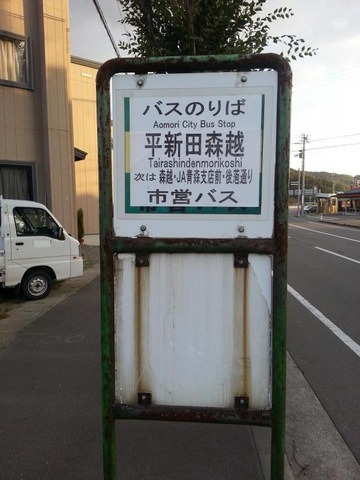 バスのりば
Aomori City Bus Stop
平新田森越
Tairashindenmorikoshi
次は 森越・JA青森支店前・後潟通り
市営バス